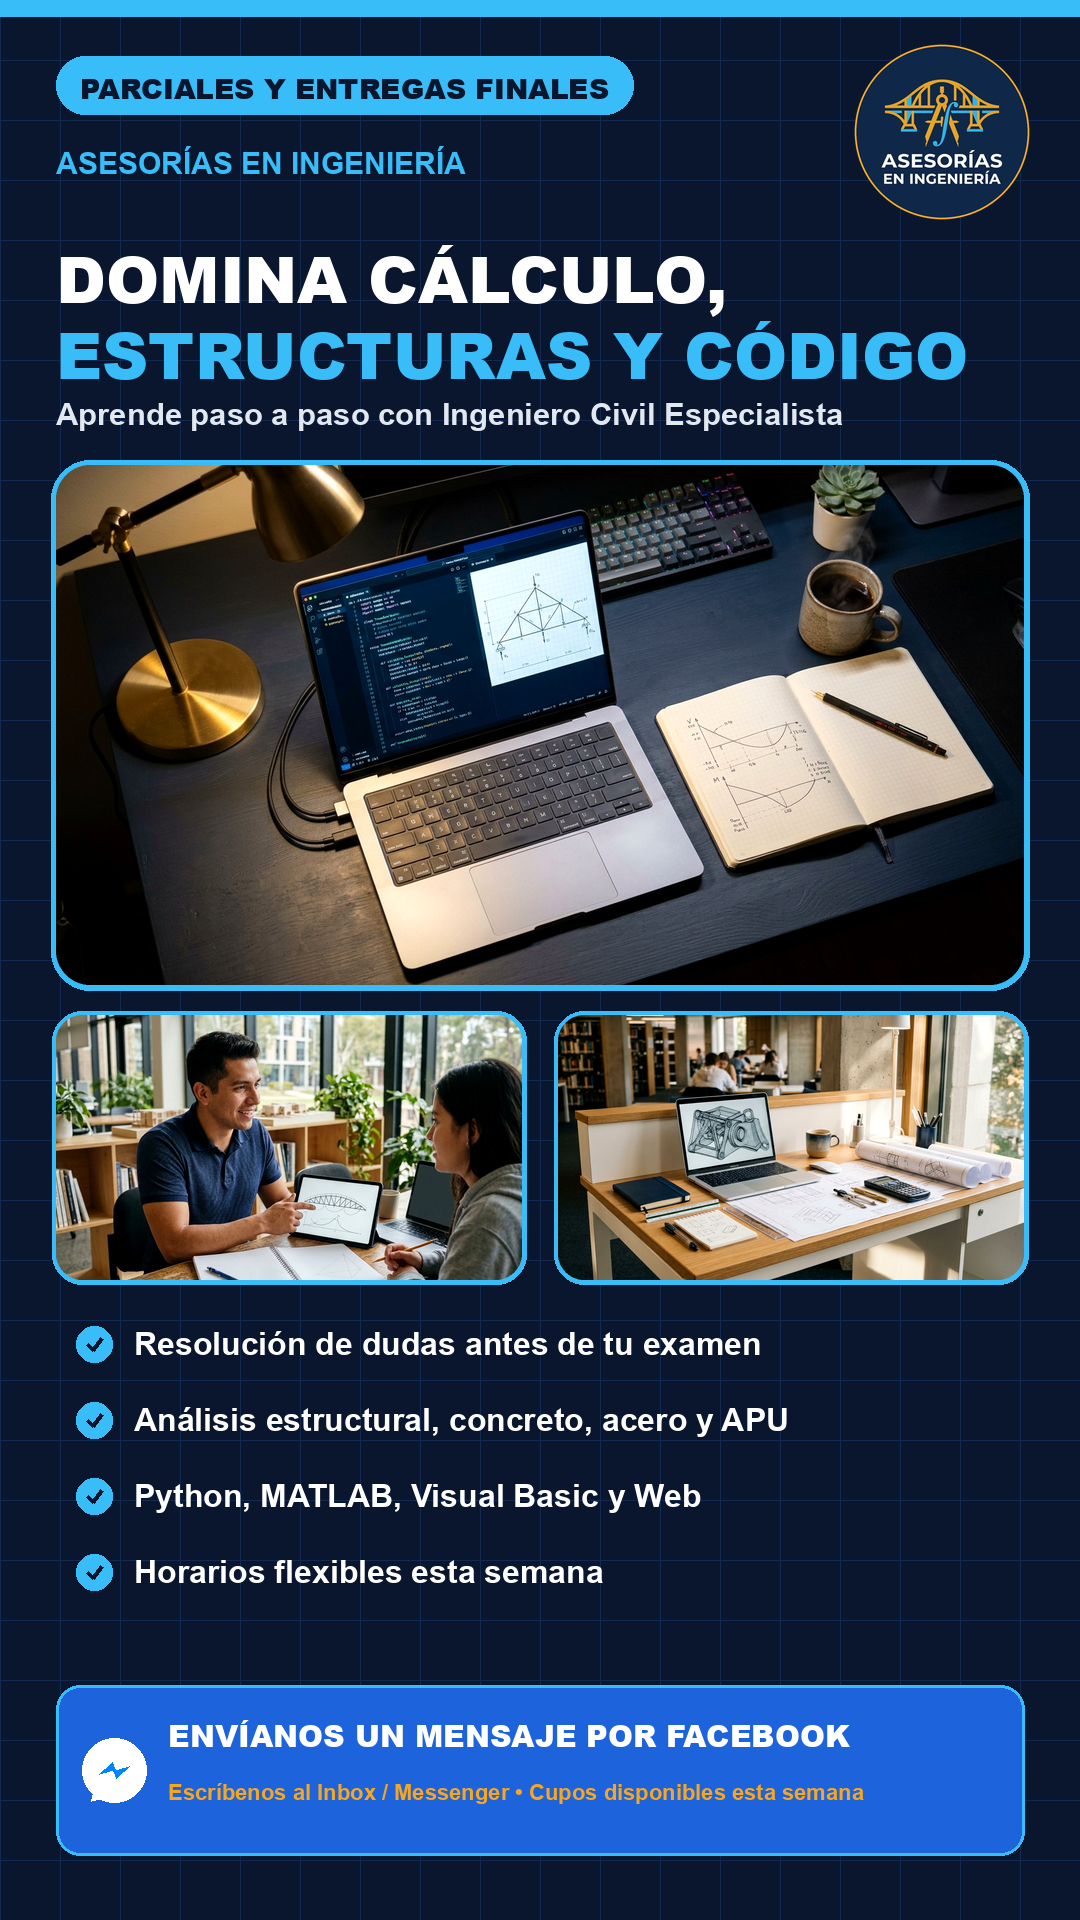 PARCIALES Y ENTREGAS FINALES
ASESORÍAS EN INGENIERÍA
ASESORÍAS
EN INGENIERÍA
DOMINA CÁLCULO,
ESTRUCTURAS Y CÓDIGO
Aprende paso a paso con Ingeniero Civil Especialista
Resolución de dudas antes de tu examen
Análisis estructural, concreto, acero y APU
Python, MATLAB, Visual Basic y Web
Horarios flexibles esta semana
ENVÍANOS UN MENSAJE POR FACEBOOK
Escríbenos al Inbox / Messenger • Cupos disponibles esta semana